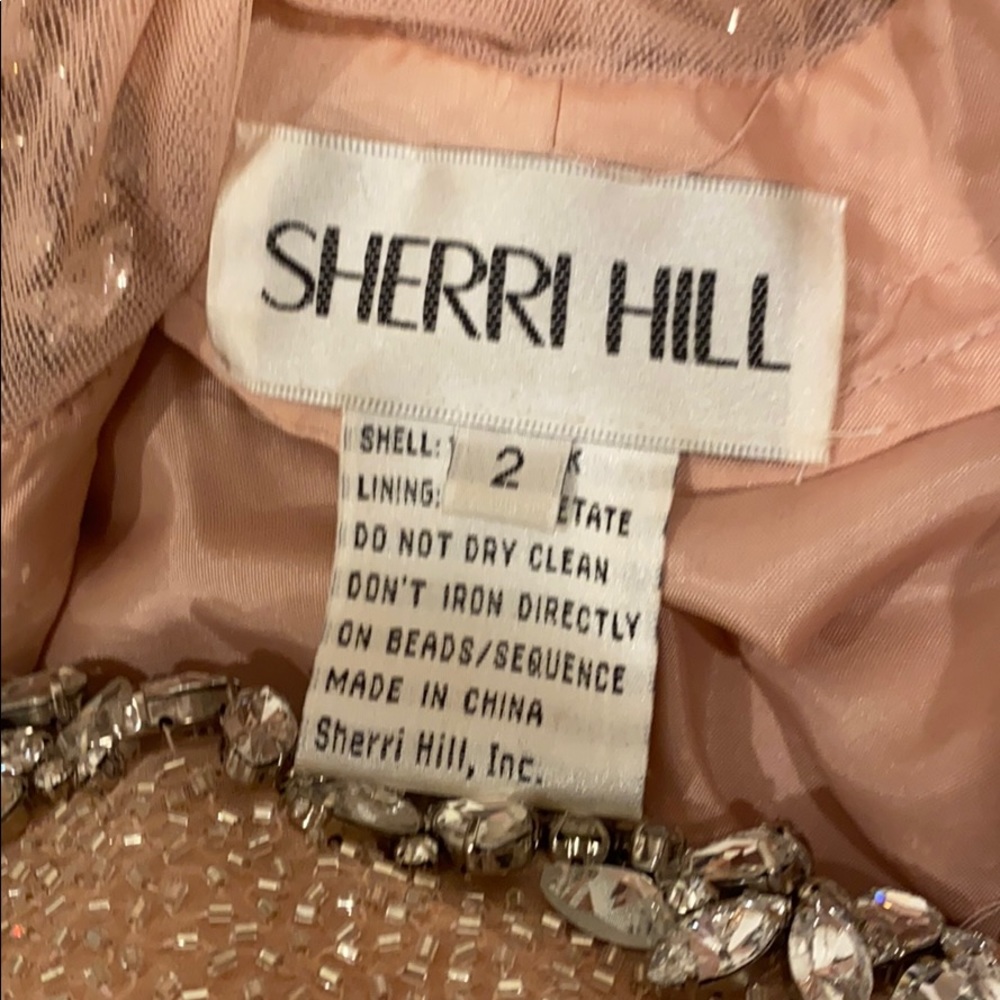 SHERRI HILL
SHELL:
2
LINING:
DO NOT DRY CLEAN
DON'T IRON DIRECTLY
ON BEADS/SEQUENCE
MADE IN CHINA
Sherri Hill, Inc.